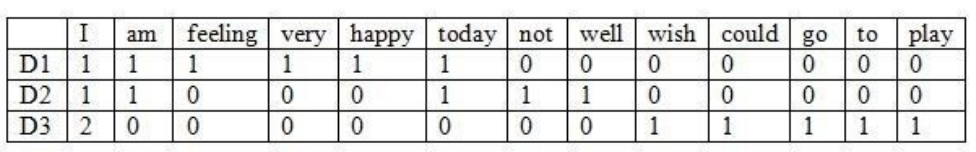 I am feeling very happy today not well wish could go to play
D1 1 1 1 1 1 1 0 0 0 0 0 0 0
D2 1 1 0 0 0 1 1 1 0 0 0 0 0
D3 2 0 0 0 0 0 0 0 1 1 1 1 1